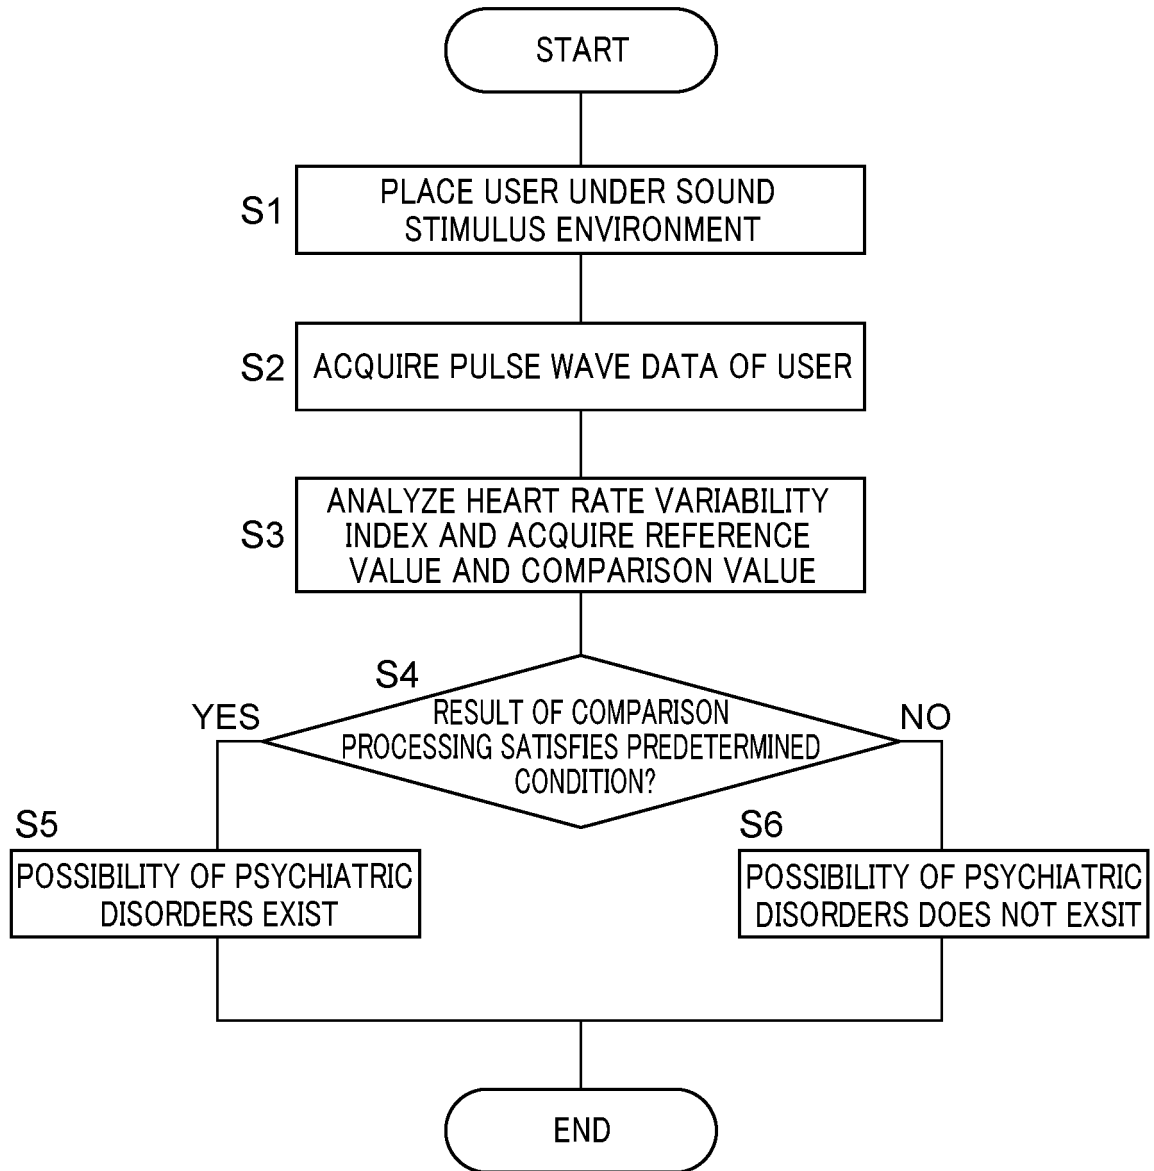 START
S1
PLACE USER UNDER SOUND
STIMULUS ENVIRONMENT
S2
ACQUIRE PULSE WAVE DATA OF USER
S3
ANALYZE HEART RATE VARIABILITY
INDEX AND ACQUIRE REFERENCE
VALUE AND COMPARISON VALUE
S4
YES
NO
RESULT OF COMPARISON
PROCESSING SATISFIES PREDETERMINED
CONDITION?
S5
POSSIBILITY OF PSYCHIATRIC
DISORDERS EXIST
S6
POSSIBILITY OF PSYCHIATRIC
DISORDERS DOES NOT EXSIT
END